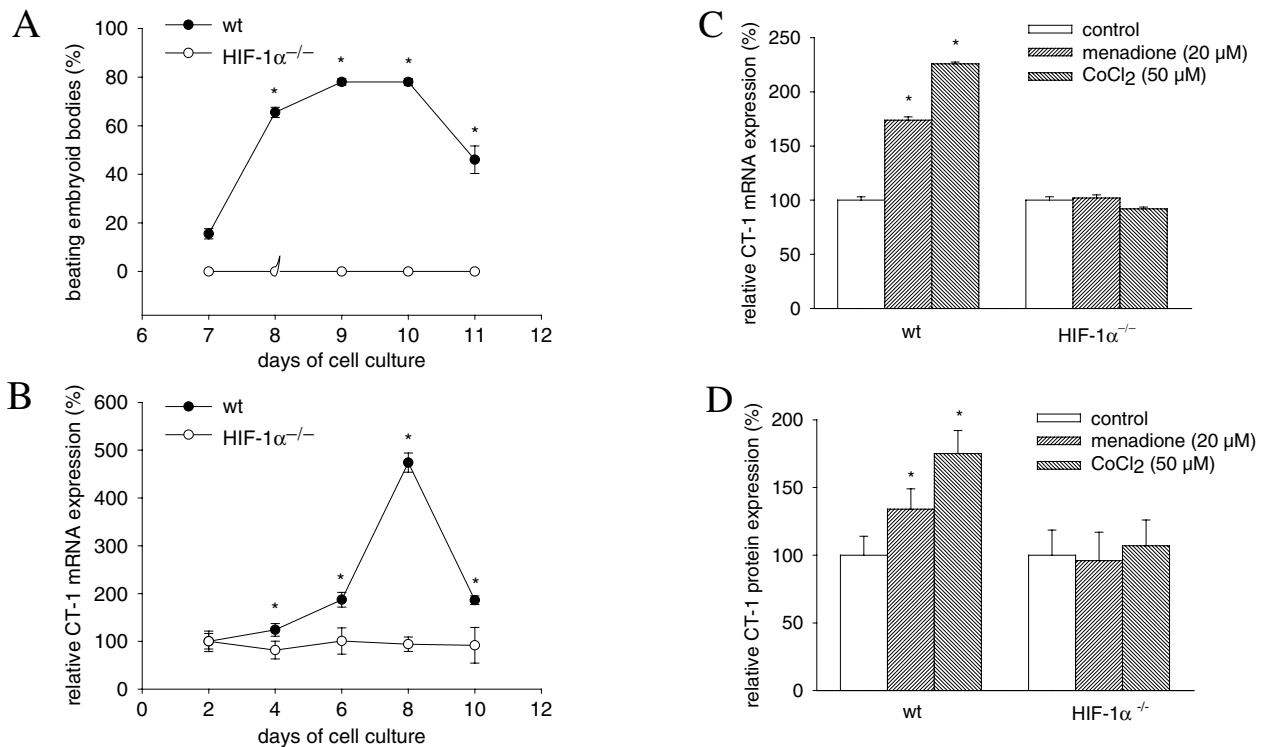 A
wt
HIF-1α−/−
beating embryoid bodies (%)
100
80
60
40
20
0
* * * *
6 7 8 9 10 11 12
days of cell culture
B
wt
HIF-1α−/−
relative CT-1 mRNA expression (%)
600
500
400
300
200
100
0
* * * *
0 2 4 6 8 10 12
days of cell culture
C
control
menadione (20 µM)
CoCl2 (50 µM)
relative CT-1 mRNA expression (%)
250
200
150
100
50
0
* *
wt HIF-1α−/−
D
control
menadione (20 µM)
CoCl2 (50 µM)
relative CT-1 protein expression (%)
200
150
100
50
0
* *
wt HIF-1α -/-